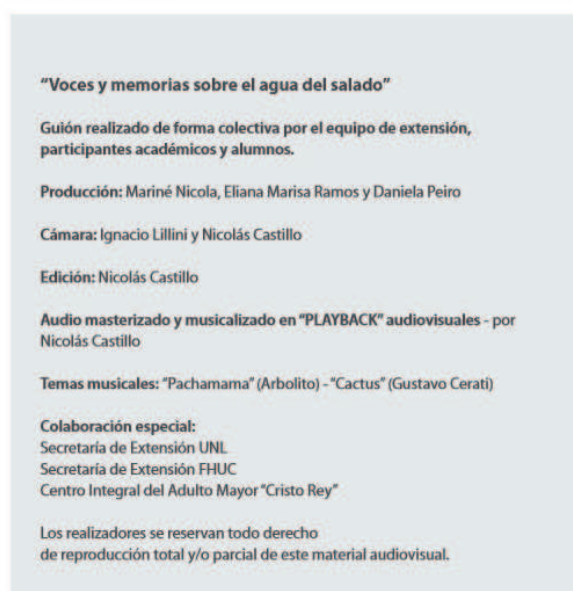 “Voces y memorias sobre el agua del salado”
Guión realizado de forma colectiva por el equipo de extensión,
participantes académicos y alumnos.
Producción: Mariné Nicola, Eliana Marisa Ramos y Daniela Peiro
Cámara: Ignacio Lillini y Nicolás Castillo
Edición: Nicolás Castillo
Audio masterizado y musicalizado en “PLAYBACK” audiovisuales - por
Nicolás Castillo
Temas musicales: “Pachamama” (Arbolito) - “Cactus” (Gustavo Cerati)
Colaboración especial:
Secretaría de Extensión UNL
Secretaría de Extensión FHUC
Centro Integral del Adulto Mayor “Cristo Rey”
Los realizadores se reservan todo derecho
de reproducción total y/o parcial de este material audiovisual.